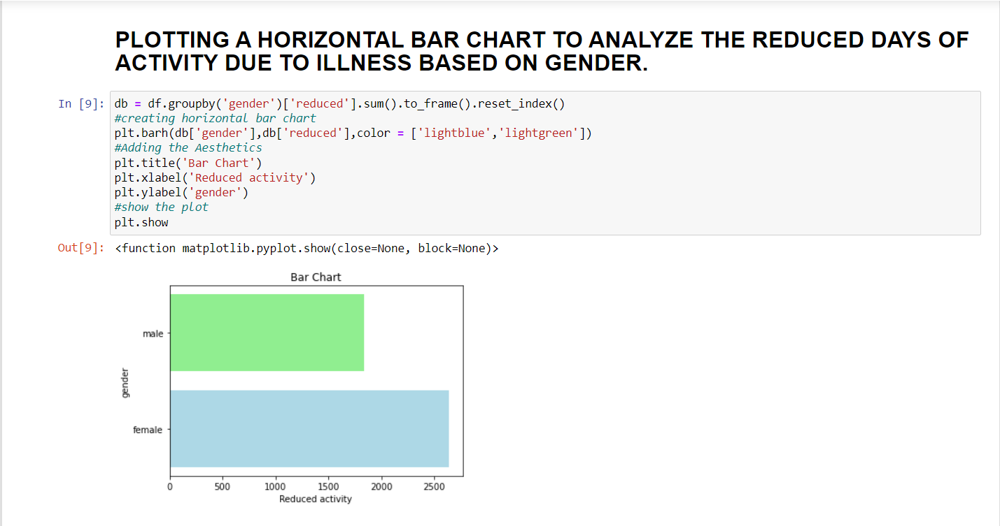 PLOTTING A HORIZONTAL BAR CHART TO ANALYZE THE REDUCED DAYS OF
ACTIVITY DUE TO ILLNESS BASED ON GENDER.
In [9]: db = df.groupby('gender')['reduced'].sum().to_frame().reset_index()
#creating horizontal bar chart
plt.barh(db['gender'],db['reduced'],color = ['lightblue','lightgreen'])
#Adding the Aesthetics
plt.title('Bar Chart')
plt.xlabel('Reduced activity')
plt.ylabel('gender')
#show the plot
plt.show
Out[9]: <function matplotlib.pyplot.show(close=None, block=None)>
Bar Chart
male
gender
female
0 500 1000 1500 2000 2500
Reduced activity